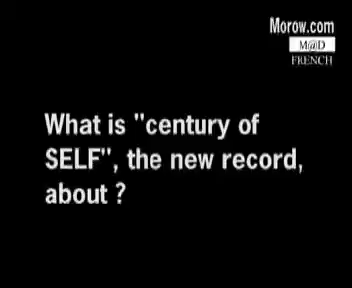 Morow.com
M@D
FRENCH
What is "century of
SELF", the new record,
about ?